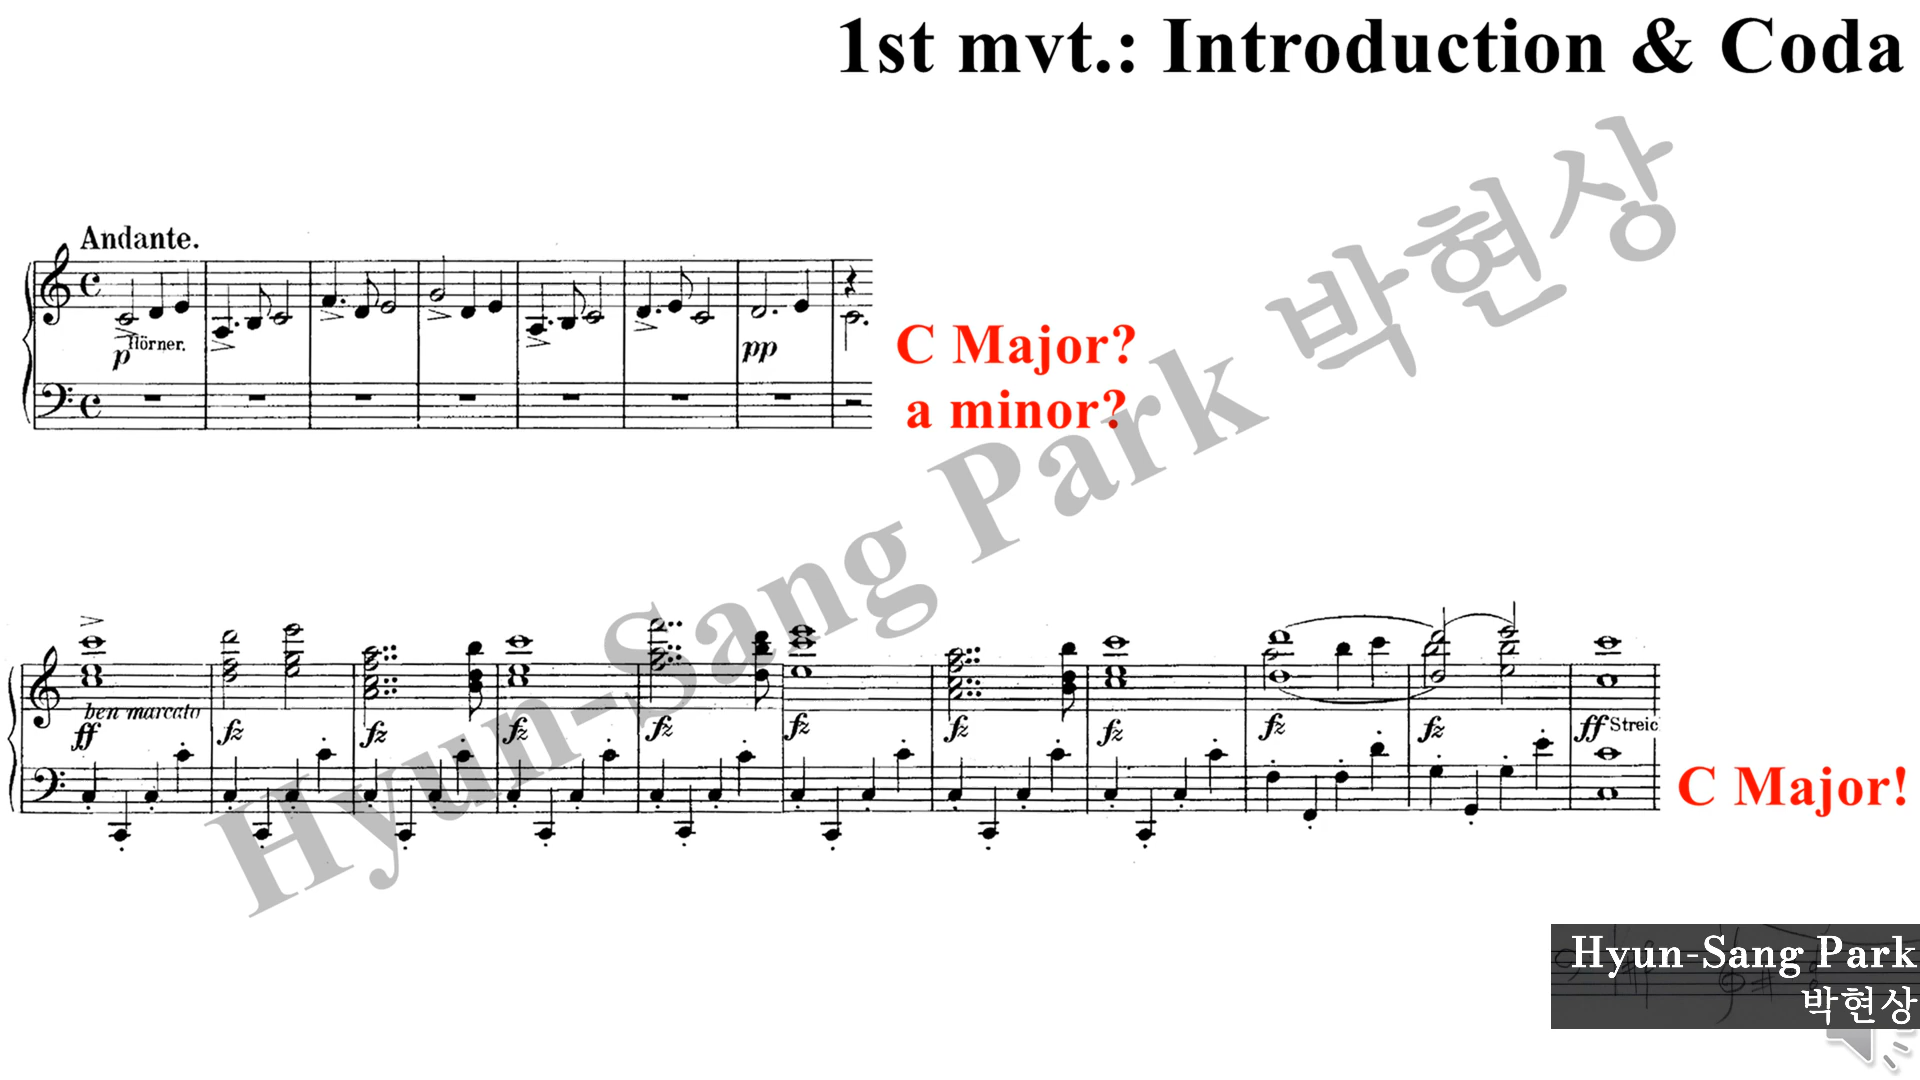 1st mvt.: Introduction & Coda
Hyun-Sang Park 박현상
Andante.
p
Hörner.
pp
C Major?
a minor?
ben marcato
ff
fz
fz
fz
fz
fz
fz
fz
fz
fz
ff Streic
C Major!
Hyun-Sang Park
박현상